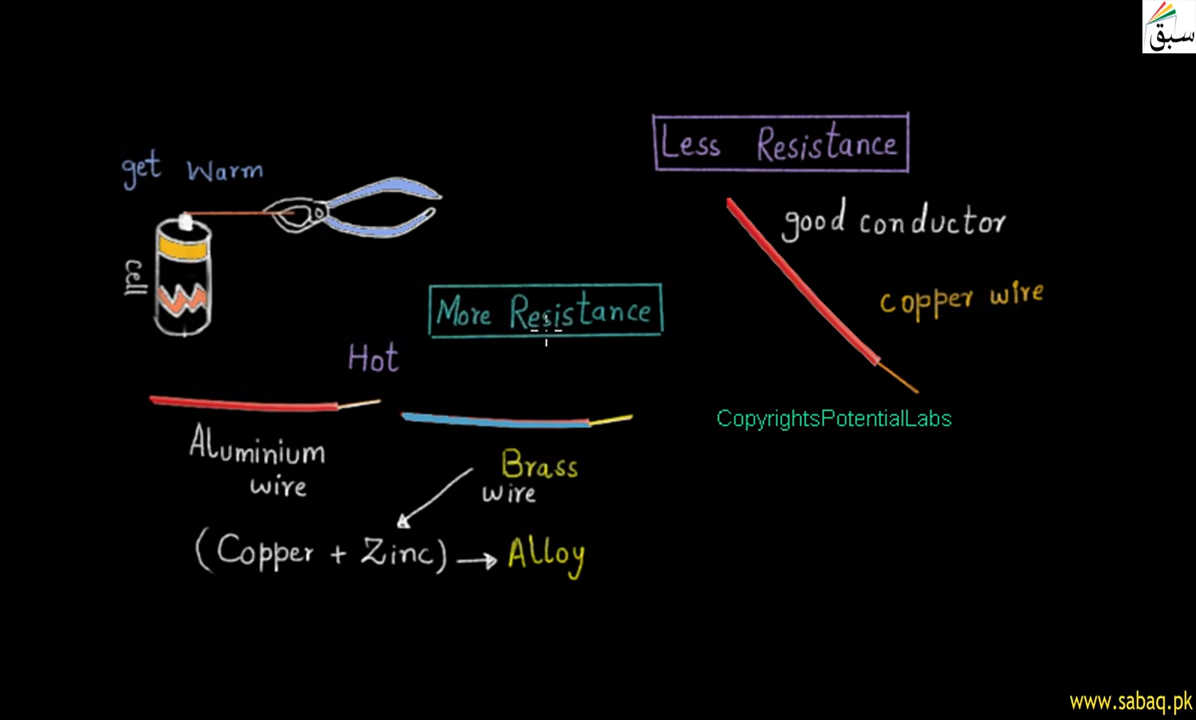 سبق
Less Resistance
get Warm
good conductor
cell
copper wire
More Resistance
Hot
CopyrightsPotentialLabs
Aluminium
wire
Brass
wire
(Copper + Zinc) → Alloy
www.sabaq.pk